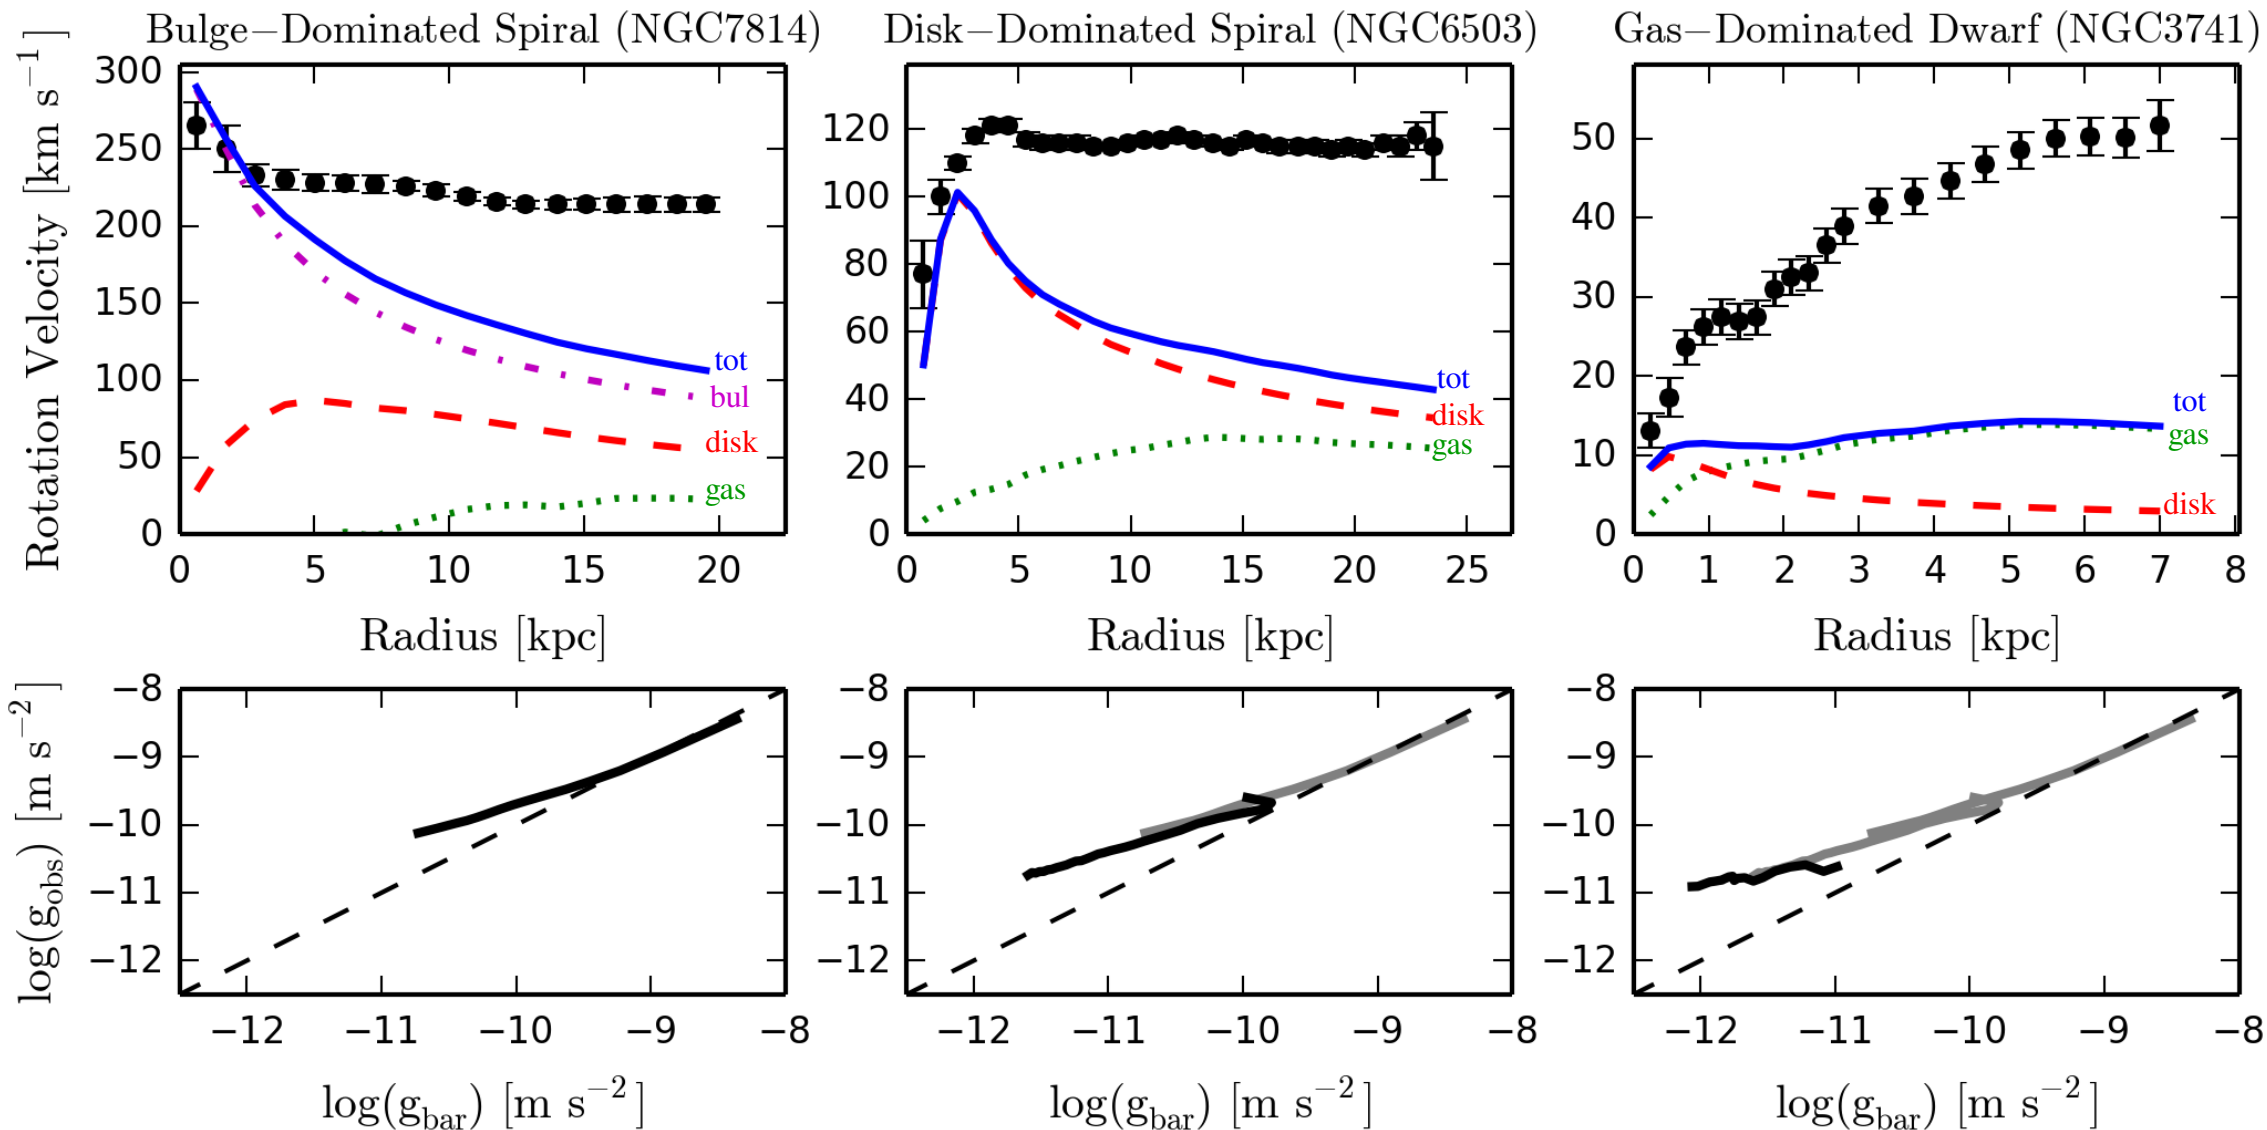 Bulge−Dominated Spiral (NGC7814)
Disk−Dominated Spiral (NGC6503)
Gas−Dominated Dwarf (NGC3741)
Rotation Velocity [km s⁻¹]
300
250
200
150
100
50
0
0 5 10 15 20
tot
bul
disk
gas
Radius [kpc]
120
100
80
60
40
20
0
0 5 10 15 20 25
tot
disk
gas
Radius [kpc]
50
40
30
20
10
0
0 1 2 3 4 5 6 7 8
tot
gas
disk
Radius [kpc]
log(g_obs) [m s⁻²]
−8
−9
−10
−11
−12
−12 −11 −10 −9 −8
log(g_bar) [m s⁻²]
−8
−9
−10
−11
−12
−12 −11 −10 −9 −8
log(g_bar) [m s⁻²]
−8
−9
−10
−11
−12
−12 −11 −10 −9 −8
log(g_bar) [m s⁻²]